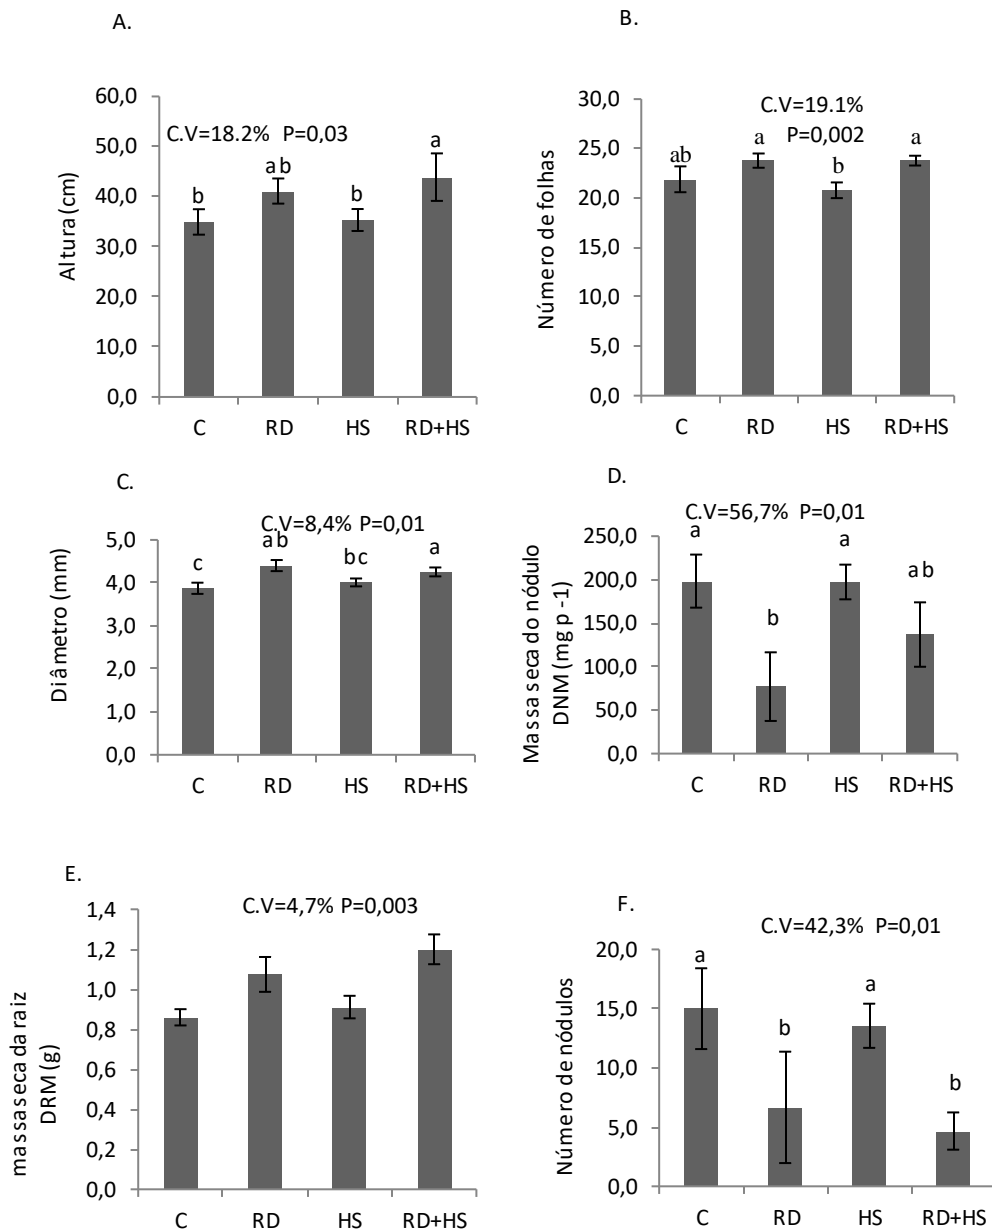 A.
C.V=18.2% P=0,03
60,0
50,0
40,0
30,0
20,0
10,0
0,0
Altura (cm)
b
ab
b
a
C
RD
HS
RD+HS
B.
C.V=19.1%
P=0,002
30,0
25,0
20,0
15,0
10,0
5,0
0,0
Número de folhas
ab
a
b
a
C
RD
HS
RD+HS
C.
C.V=8,4% P=0,01
5,0
4,0
3,0
2,0
1,0
0,0
Diâmetro (mm)
c
ab
bc
a
C
RD
HS
RD+HS
D.
C.V=56,7% P=0,01
250,0
200,0
150,0
100,0
50,0
0,0
Massa seca do nódulo
DNM (mg p -1)
a
b
a
ab
C
RD
HS
RD+HS
E.
C.V=4,7% P=0,003
1,4
1,2
1,0
0,8
0,6
0,4
0,2
0,0
massa seca da raiz
DRM (g)
C
RD
HS
RD+HS
F.
C.V=42,3% P=0,01
20,0
15,0
10,0
5,0
0,0
Número de nódulos
a
b
a
b
C
RD
HS
RD+HS